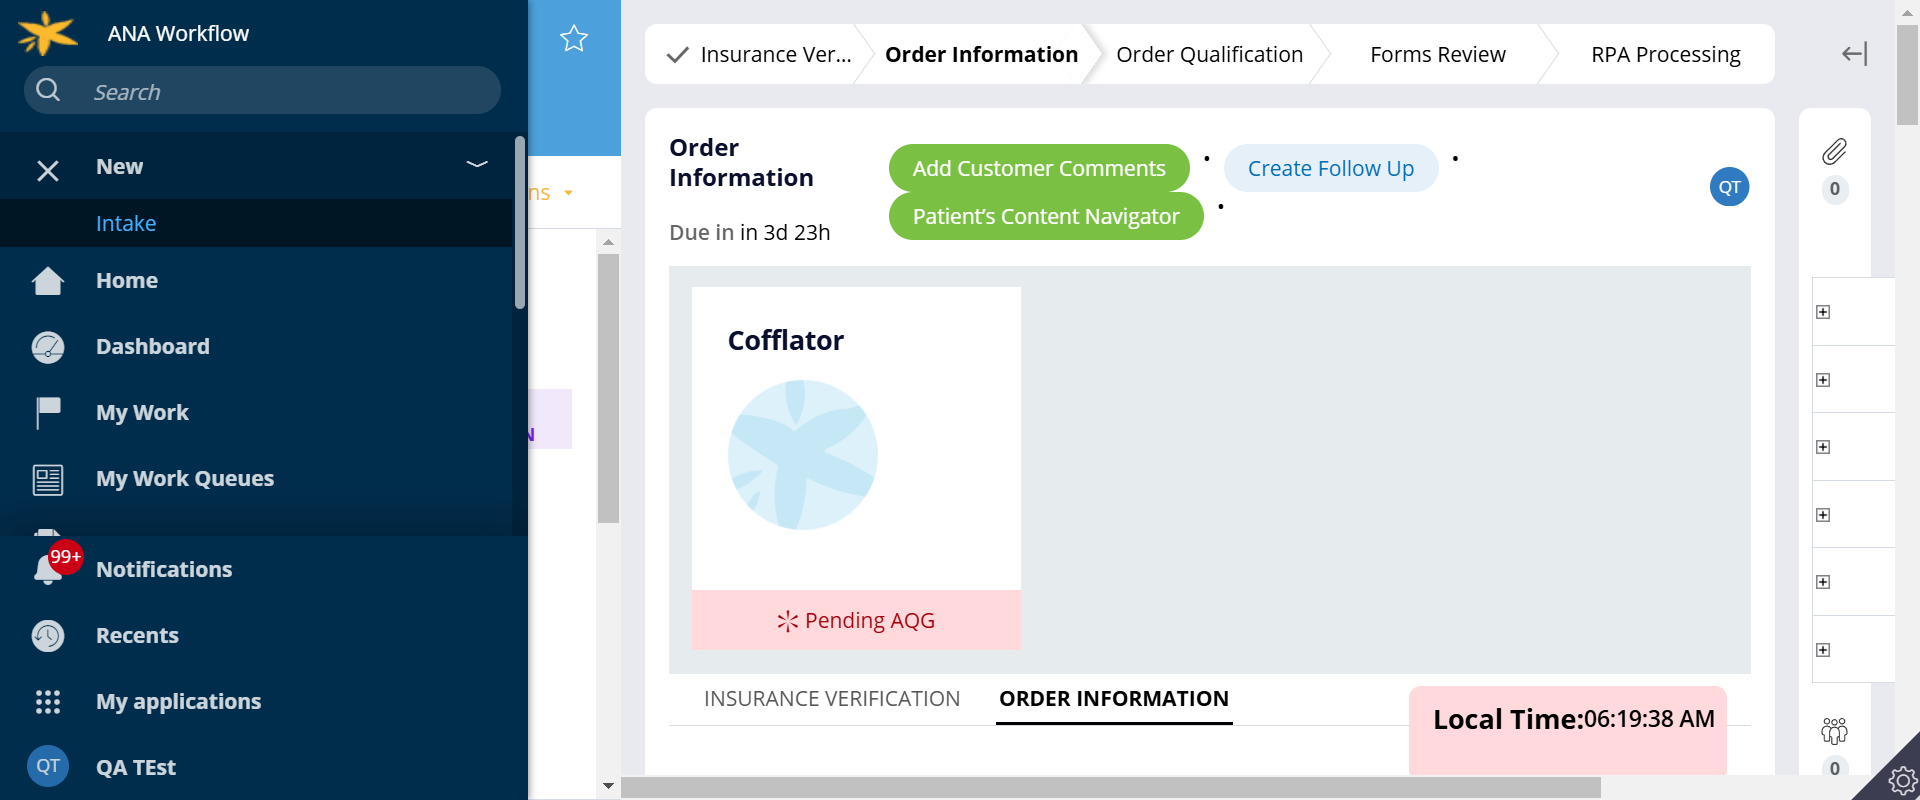 ANA Workflow
Search
New
Intake
Home
Dashboard
My Work
My Work Queues
99+
Notifications
Recents
My applications
QT
QA TEst
ns
N
Insurance Ver...
Order Information
Order Qualification
Forms Review
RPA Processing
Order
Information
Due in in 3d 23h
Add Customer Comments
Create Follow Up
Patient’s Content Navigator
QT
0
Cofflator
Pending AQG
INSURANCE VERIFICATION
ORDER INFORMATION
Local Time:06:19:38 AM
0